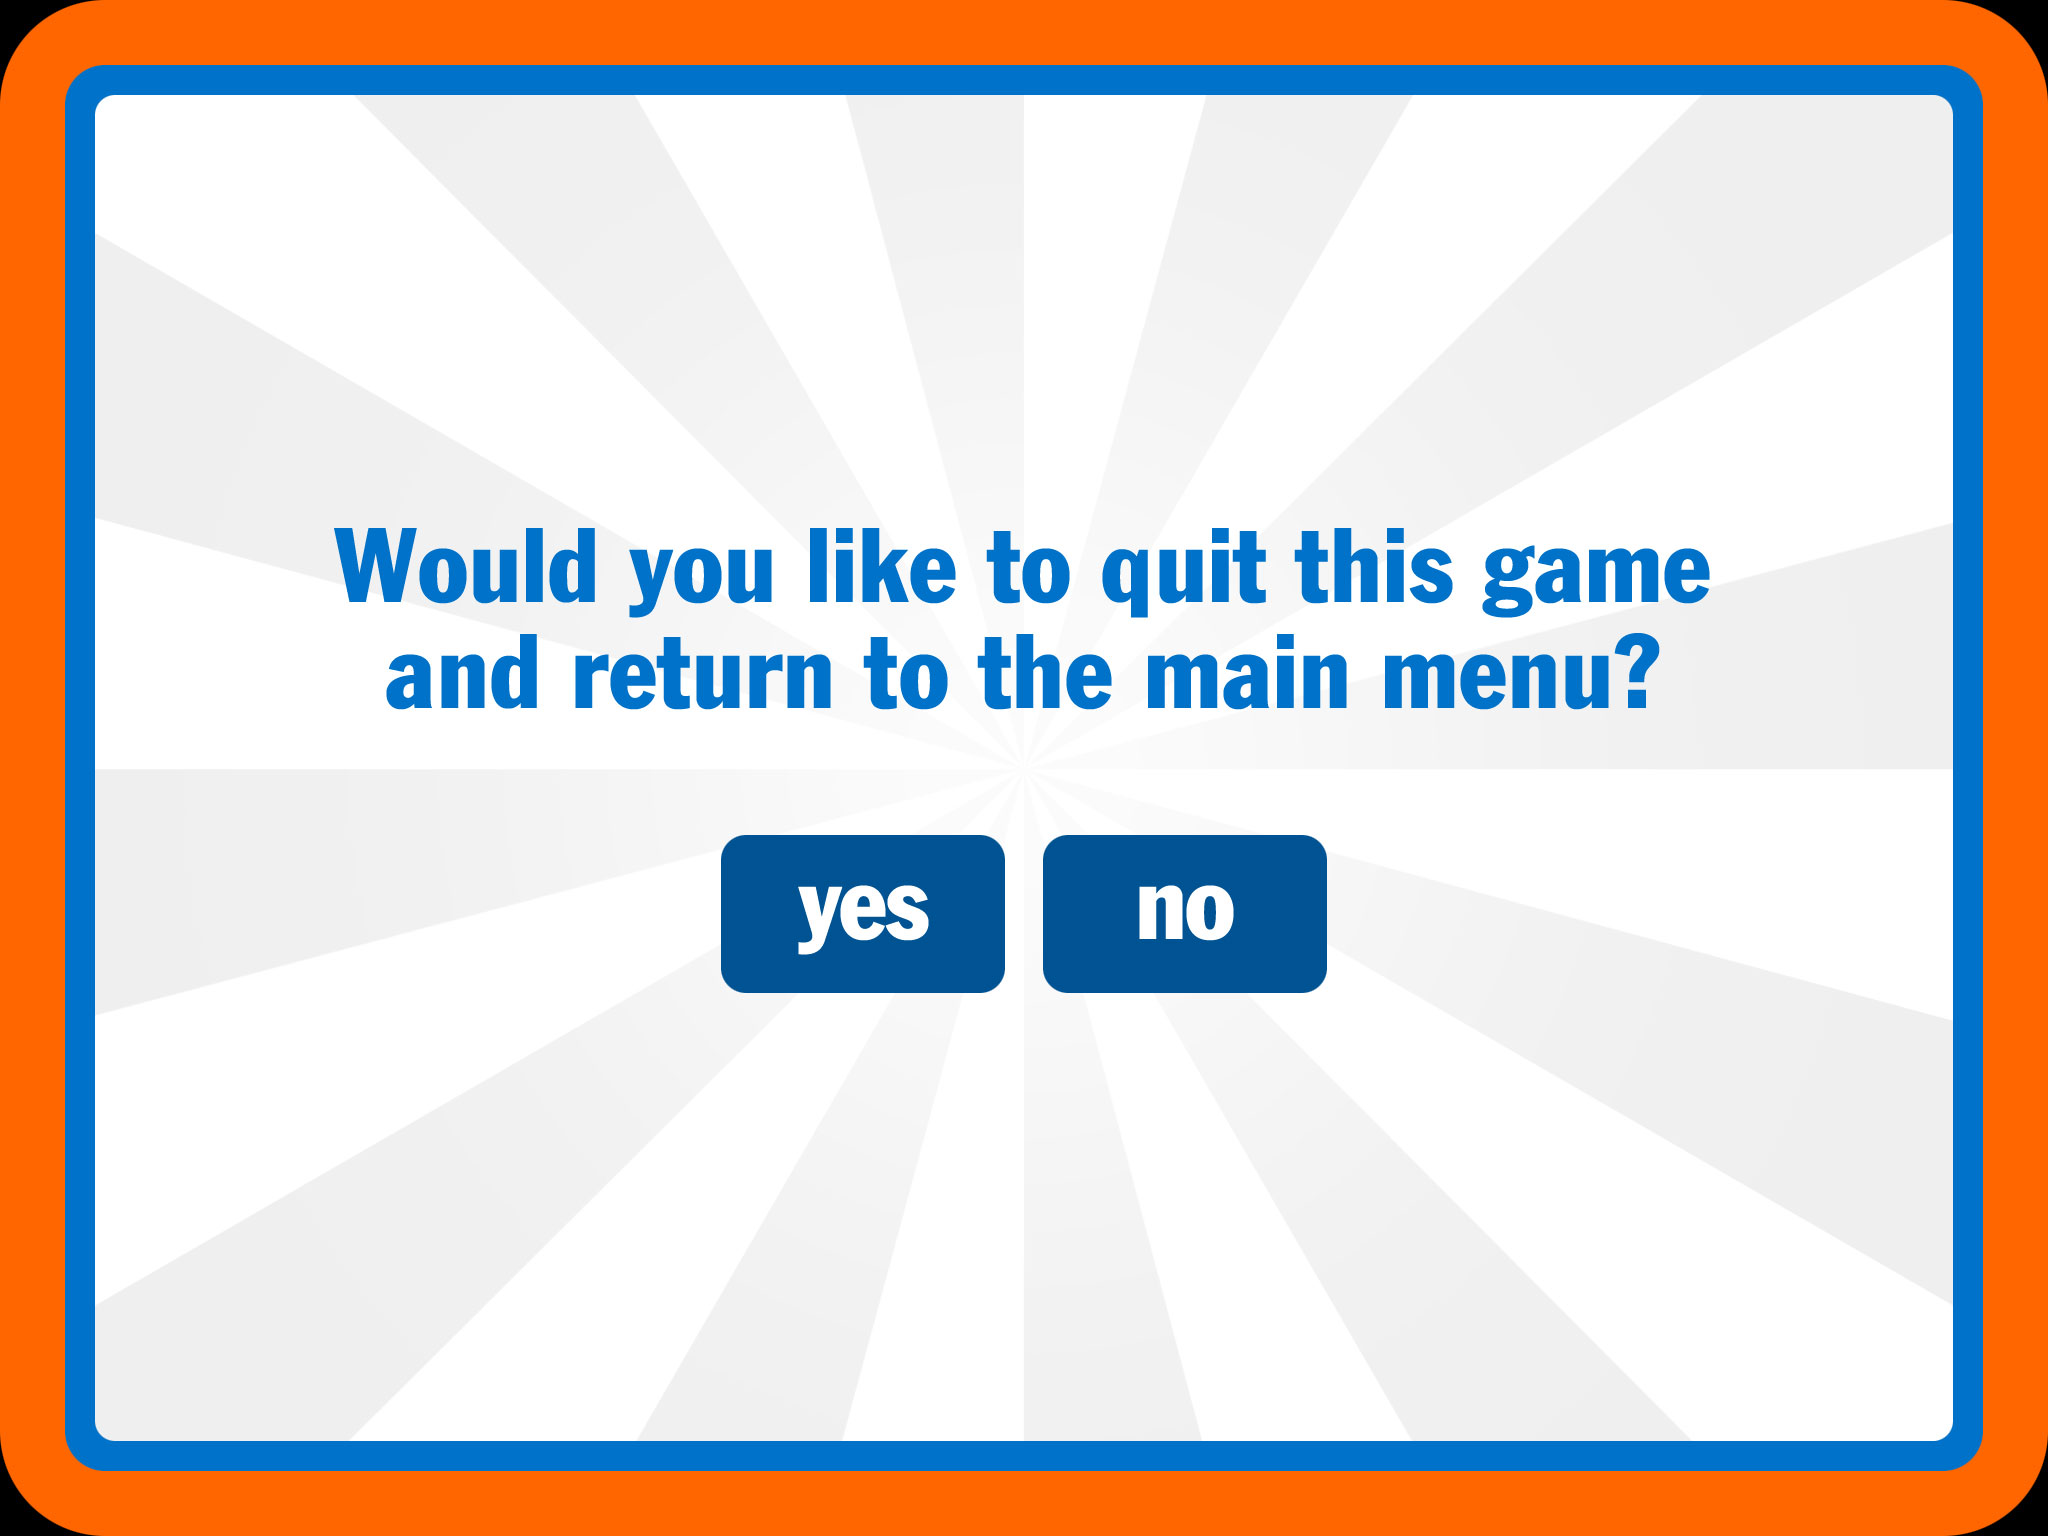 Would you like to quit this game
and return to the main menu?
yes
no